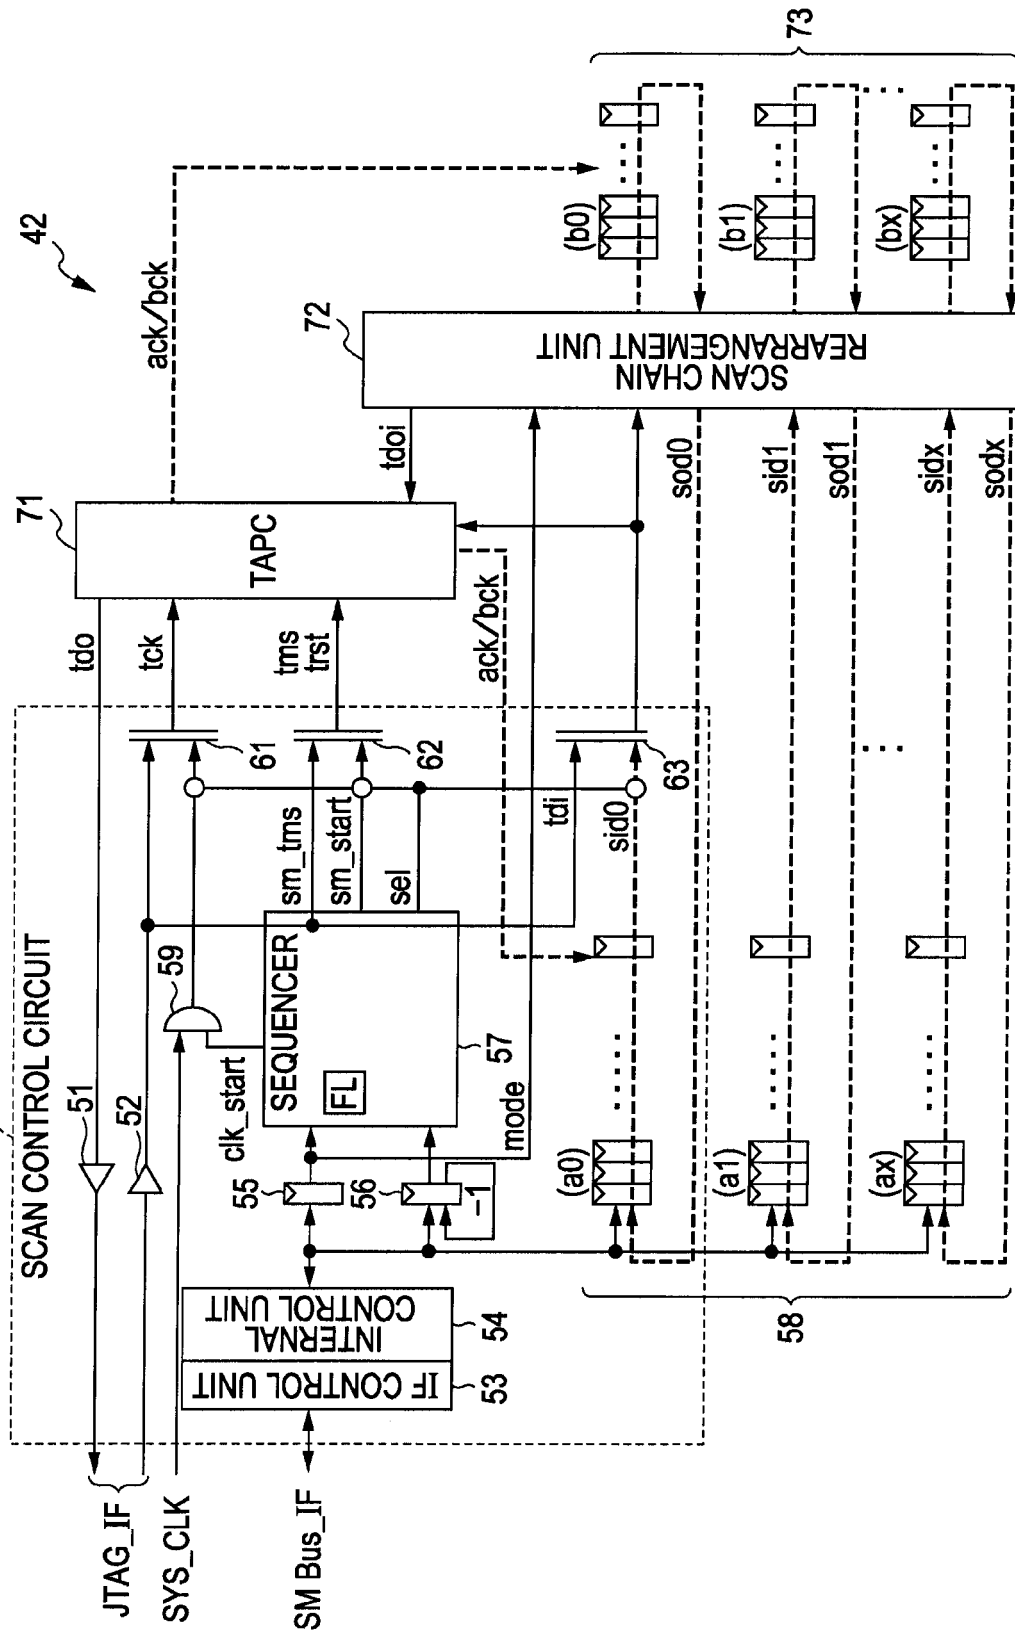 42
SCAN CONTROL CIRCUIT
JTAG_IF
SYS_CLK
SM Bus_IF
51
52
tdo
tck
71
TAPC
ack/bck
59
clk_start
61
tms
trst
62
tdoi
72
SCAN CHAIN
REARRANGEMENT UNIT
IF CONTROL UNIT
53
INTERNAL
CONTROL UNIT
54
55
56
-1
SEQUENCER
FL
57
sm_tms
sm_start
sel
mode
ack/bck
tdi
sid0
63
sod0
sid1
sod1
sidx
sodx
(a0)
(a1)
(ax)
58
(b0)
(b1)
(bx)
73